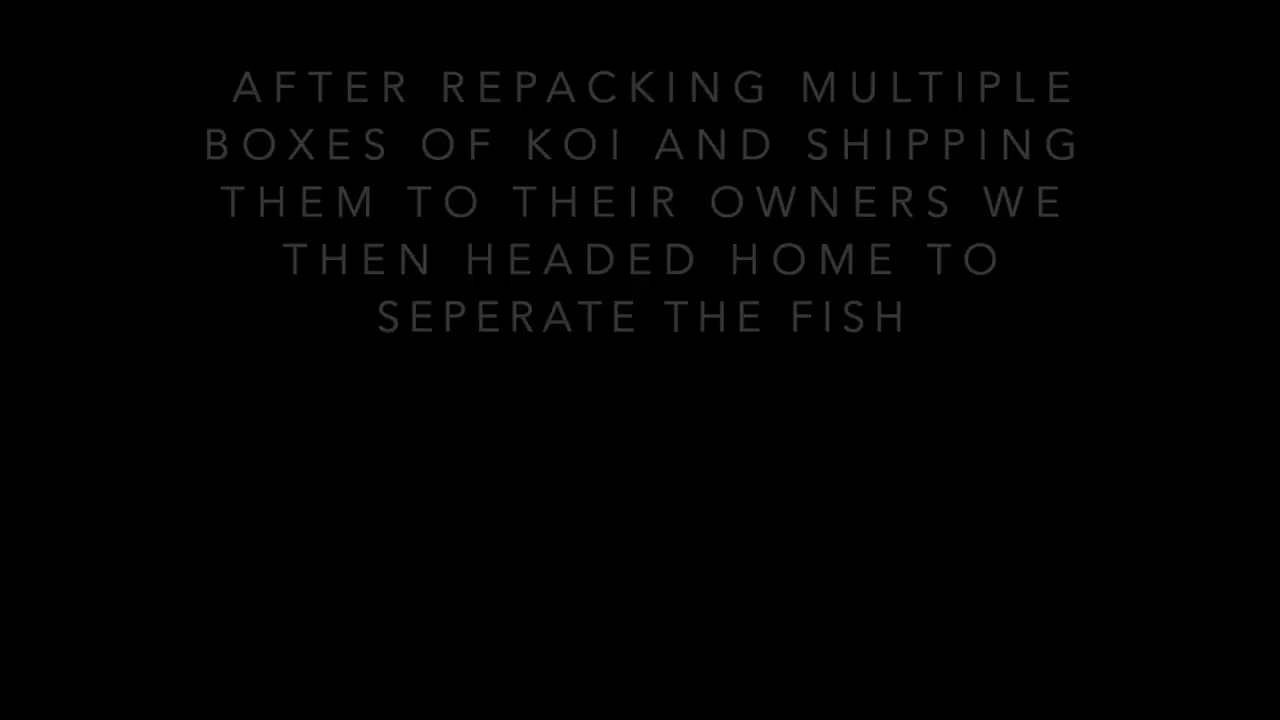 AFTER REPACKING MULTIPLE
BOXES OF KOI AND SHIPPING
THEM TO THEIR OWNERS WE
THEN HEADED HOME TO
SEPERATE THE FISH